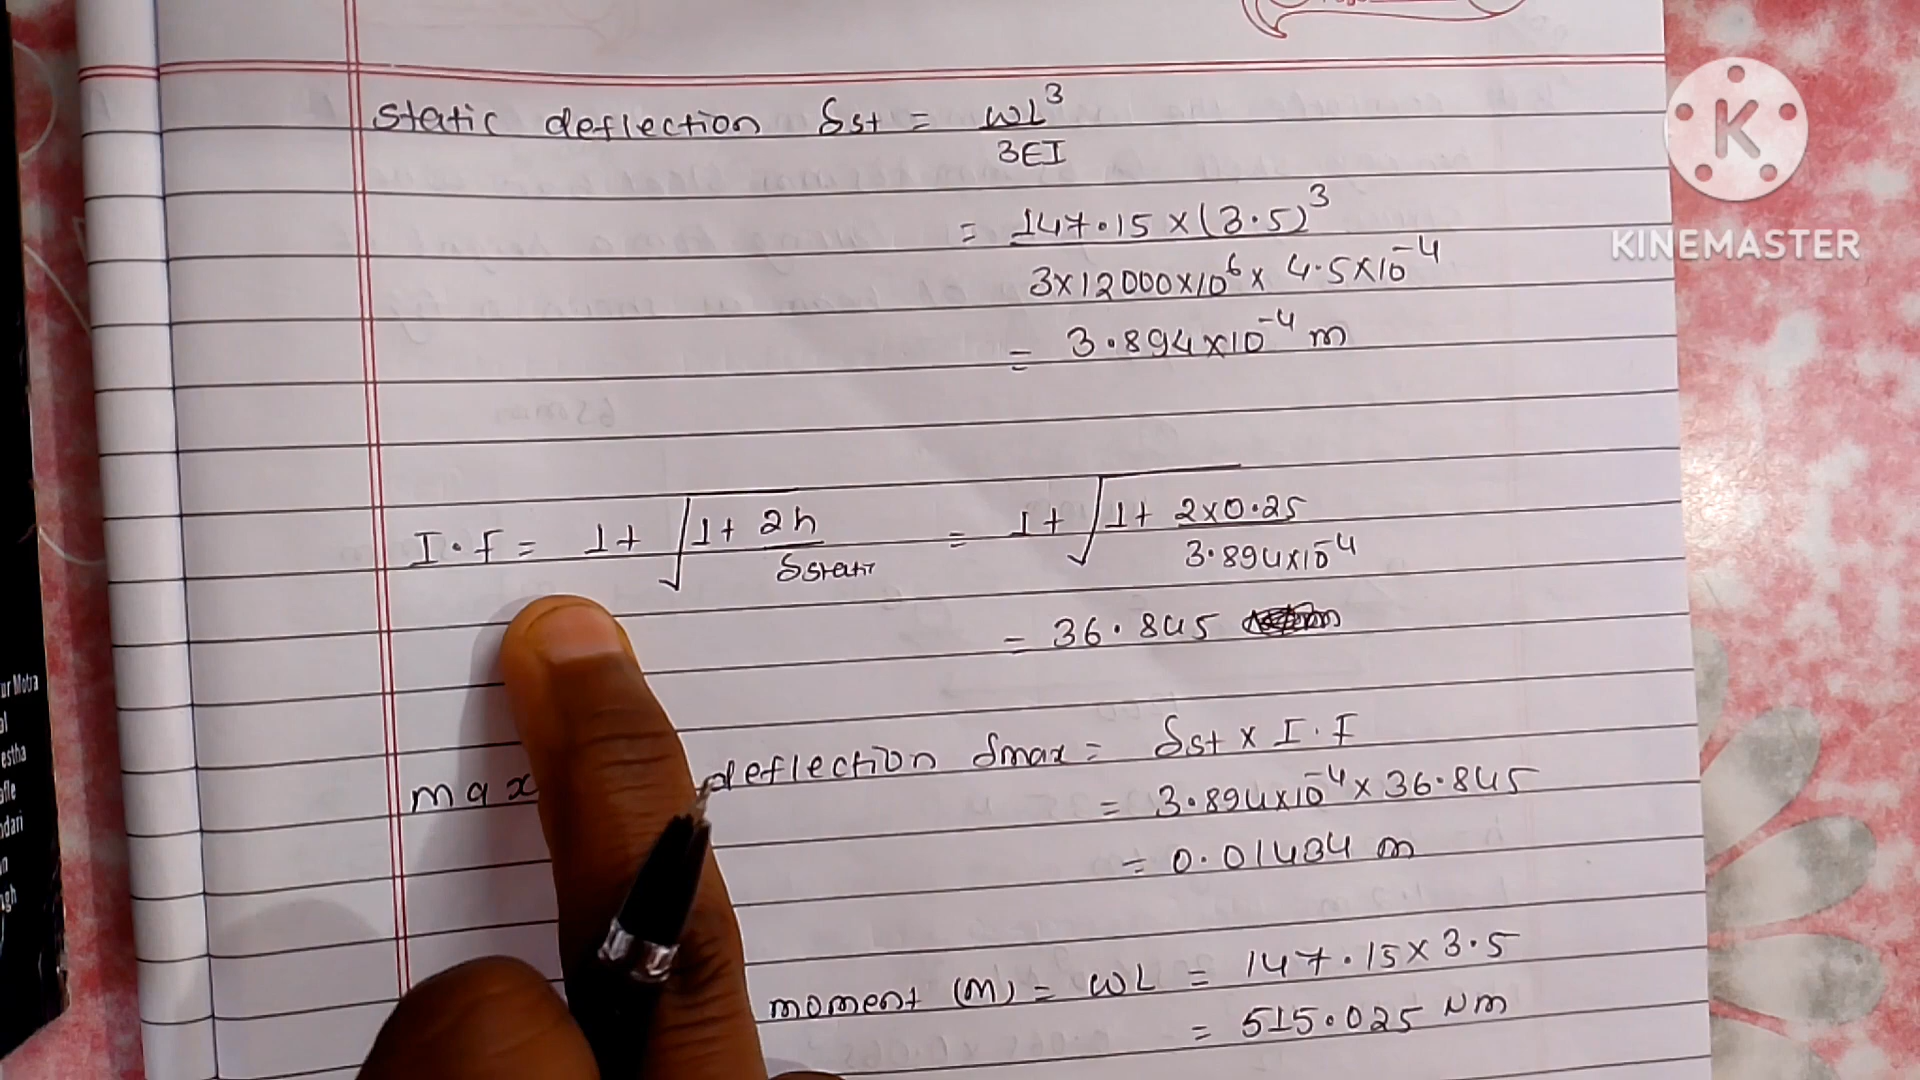 static deflection δst = WL³
3EI
= 147.15 × (3.5)³
3×12000×10⁶ × 4.5×10⁻⁴
= 3.894×10⁻⁴ m
I.F = 1+ √1+ 2h = 1+ √1+ 2×0.25
δstatic 3.894×10⁻⁴
= 36.845
max deflection δmax = δst × I.F
= 3.894×10⁻⁴ × 36.845
= 0.01434 m
moment (M) = WL = 147.15×3.5
= 515.025 Nm
K
KINEMASTER
ur Motra
estha